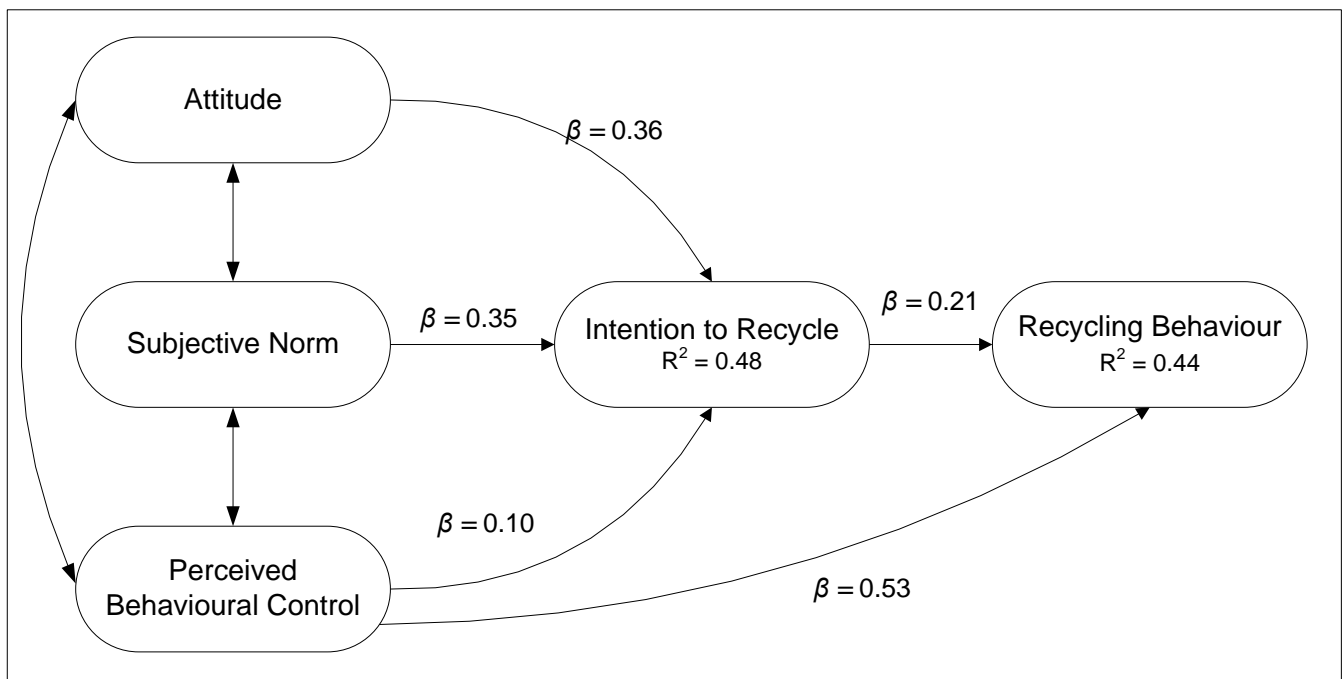 Attitude
β = 0.36
Subjective Norm
β = 0.35
Intention to Recycle
R² = 0.48
β = 0.21
Recycling Behaviour
R² = 0.44
β = 0.10
Perceived
Behavioural Control
β = 0.53